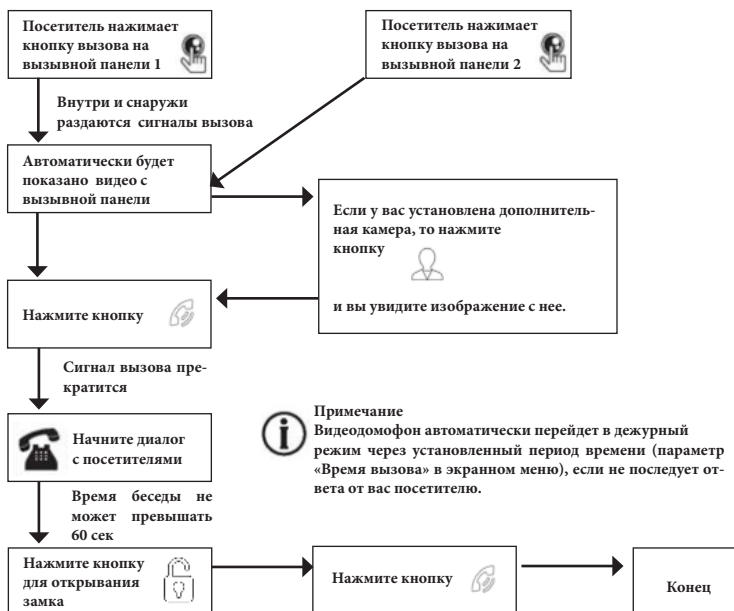 Посетитель нажимает
кнопку вызова на
вызывной панели 1
Посетитель нажимает
кнопку вызова на
вызывной панели 2
Внутри и снаружи
раздаются сигналы вызова
Автоматически будет
показано видео с
вызывной панели
Если у вас установлена дополнитель-
ная камера, то нажмите
кнопку
и вы увидите изображение с нее.
Нажмите кнопку
Сигнал вызова пре-
кратится
Начните диалог
с посетителями
Примечание
Видеодомофон автоматически перейдет в дежурный
режим через установленный период времени (параметр
«Время вызова» в экранном меню), если не последует от-
вета от вас посетителю.
Время беседы не
может превышать
60 сек
Нажмите кнопку
для открывания
замка
Нажмите кнопку
Конец